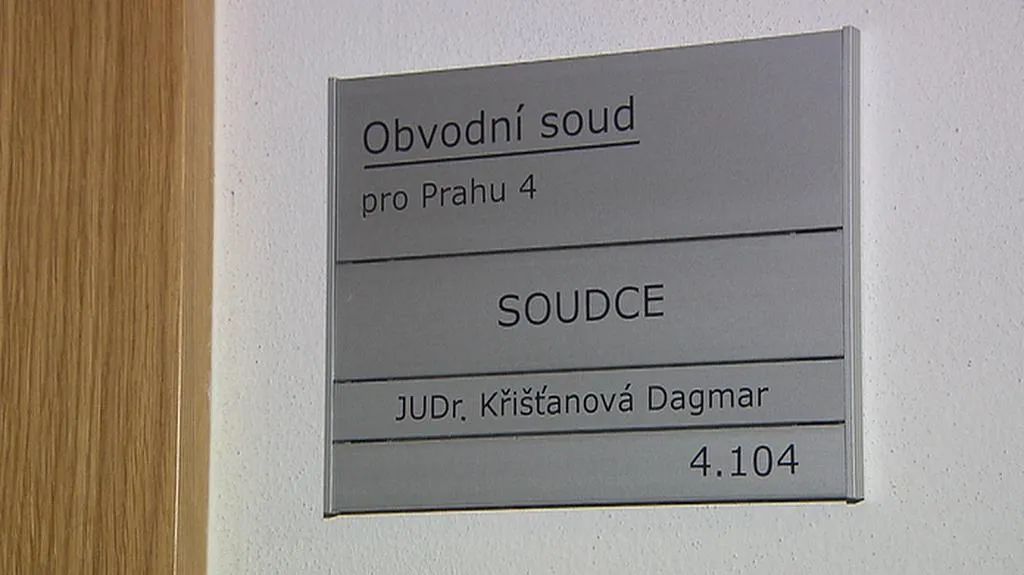 Obvodní soud
pro Prahu 4
SOUDCE
JUDr. Křišťanová Dagmar
4.104